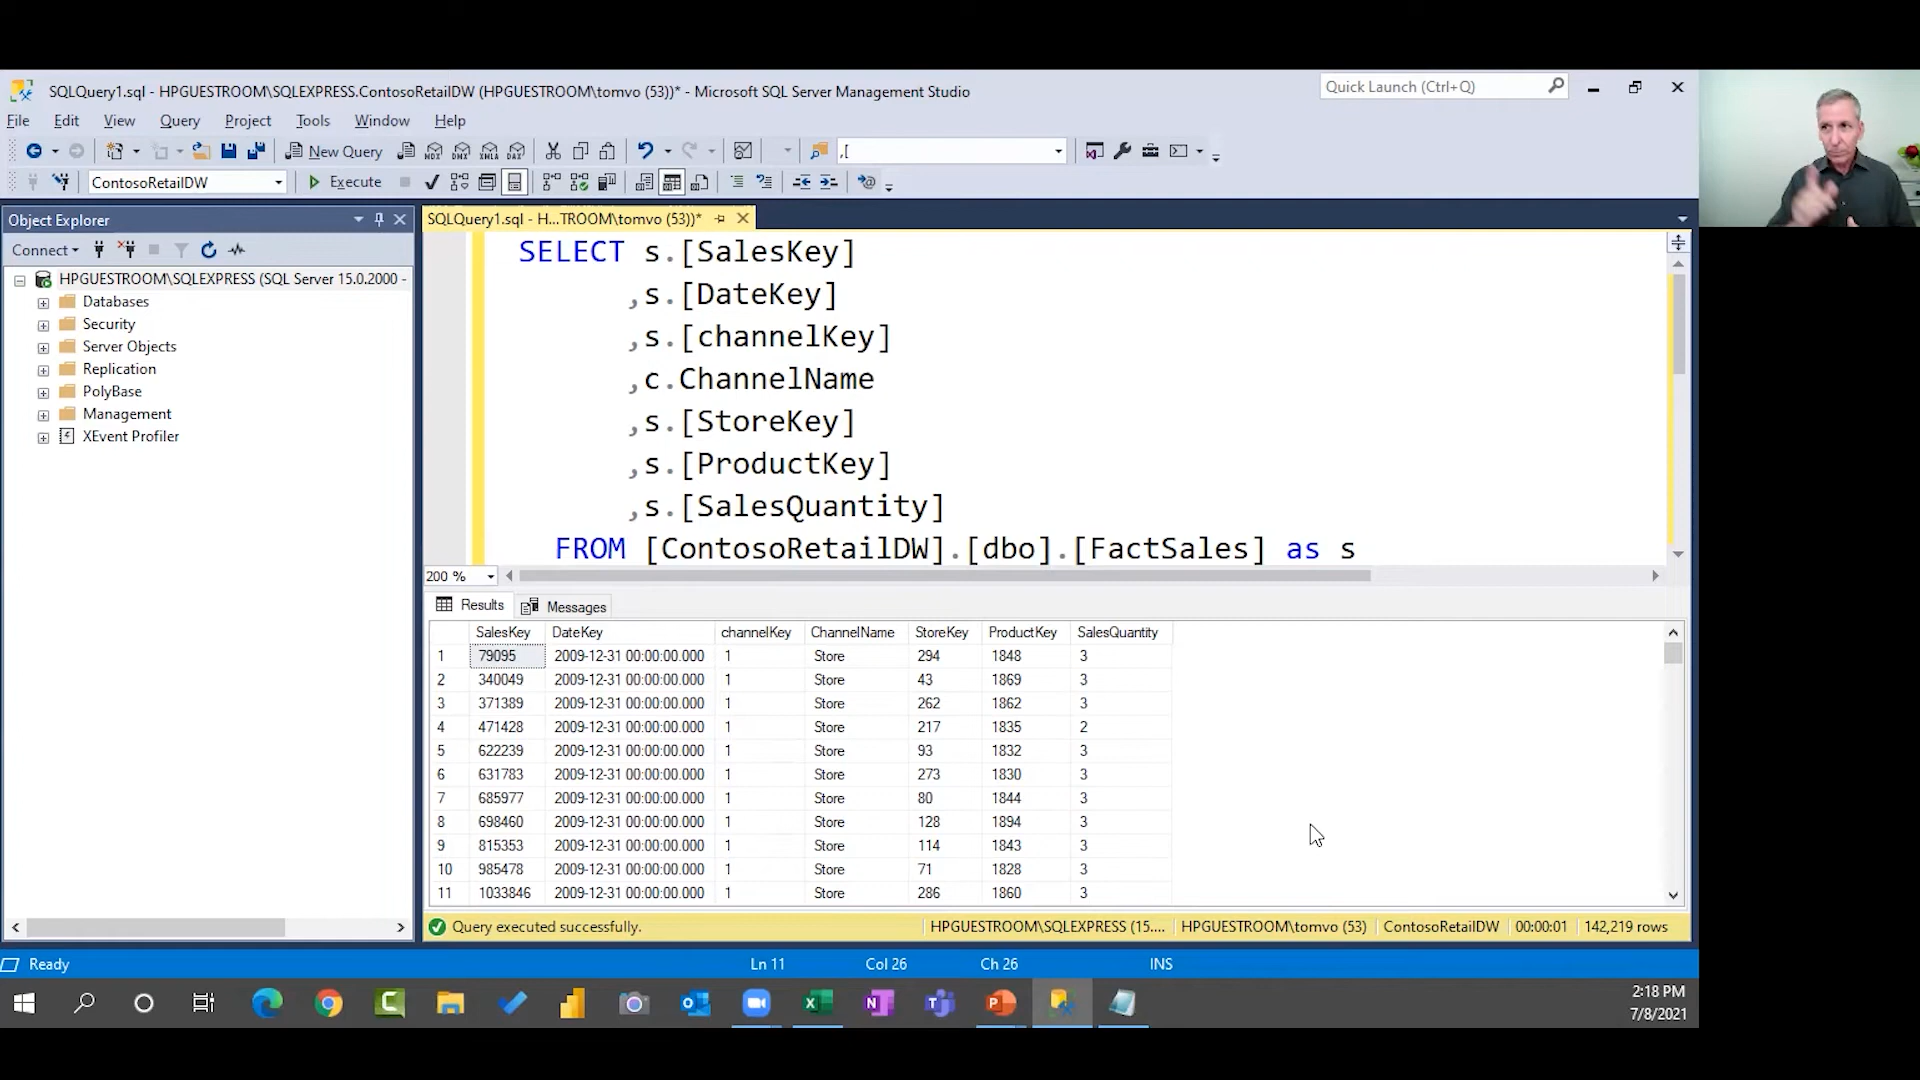 SQLQuery1.sql - HPGUESTROOM\SQLEXPRESS.ContosoRetailDW (HPGUESTROOM\tomvo (53))* - Microsoft SQL Server Management Studio
Quick Launch (Ctrl+Q)
File Edit View Query Project Tools Window Help
New Query
,[
ContosoRetailDW
Execute
Object Explorer
Connect
HPGUESTROOM\SQLEXPRESS (SQL Server 15.0.2000 -
Databases
Security
Server Objects
Replication
PolyBase
Management
XEvent Profiler
SQLQuery1.sql - H...TROOM\tomvo (53))*
SELECT s.[SalesKey]
,s.[DateKey]
,s.[channelKey]
,c.ChannelName
,s.[StoreKey]
,s.[ProductKey]
,s.[SalesQuantity]
FROM [ContosoRetailDW].[dbo].[FactSales] as s
200 %
Results Messages
SalesKey DateKey channelKey ChannelName StoreKey ProductKey SalesQuantity
1 79095 2009-12-31 00:00:00.000 1 Store 294 1848 3
2 340049 2009-12-31 00:00:00.000 1 Store 43 1869 3
3 371389 2009-12-31 00:00:00.000 1 Store 262 1862 3
4 471428 2009-12-31 00:00:00.000 1 Store 217 1835 2
5 622239 2009-12-31 00:00:00.000 1 Store 93 1832 3
6 631783 2009-12-31 00:00:00.000 1 Store 273 1830 3
7 685977 2009-12-31 00:00:00.000 1 Store 80 1844 3
8 698460 2009-12-31 00:00:00.000 1 Store 128 1894 3
9 815353 2009-12-31 00:00:00.000 1 Store 114 1843 3
10 985478 2009-12-31 00:00:00.000 1 Store 71 1828 3
11 1033846 2009-12-31 00:00:00.000 1 Store 286 1860 3
Query executed successfully. HPGUESTROOM\SQLEXPRESS (15.... HPGUESTROOM\tomvo (53) ContosoRetailDW 00:00:01 142,219 rows
Ready Ln 11 Col 26 Ch 26 INS
2:18 PM
7/8/2021